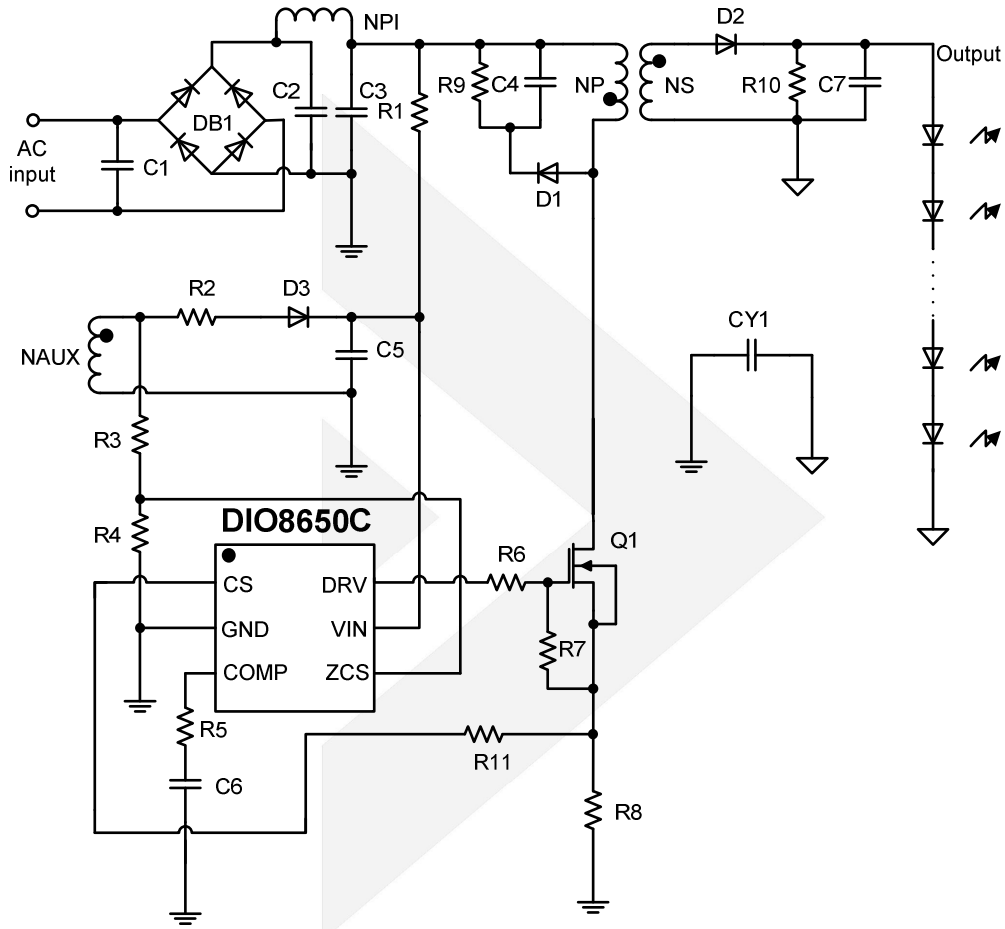 NPI
D2
Output
C2
C3
R1
R9
C4
NP
NS
R10
C7
DB1
AC
input
C1
D1
R2
D3
NAUX
C5
CY1
R3
R4
DIO8650C
R6
Q1
CS
DRV
GND
VIN
R7
COMP
ZCS
R5
R11
C6
R8